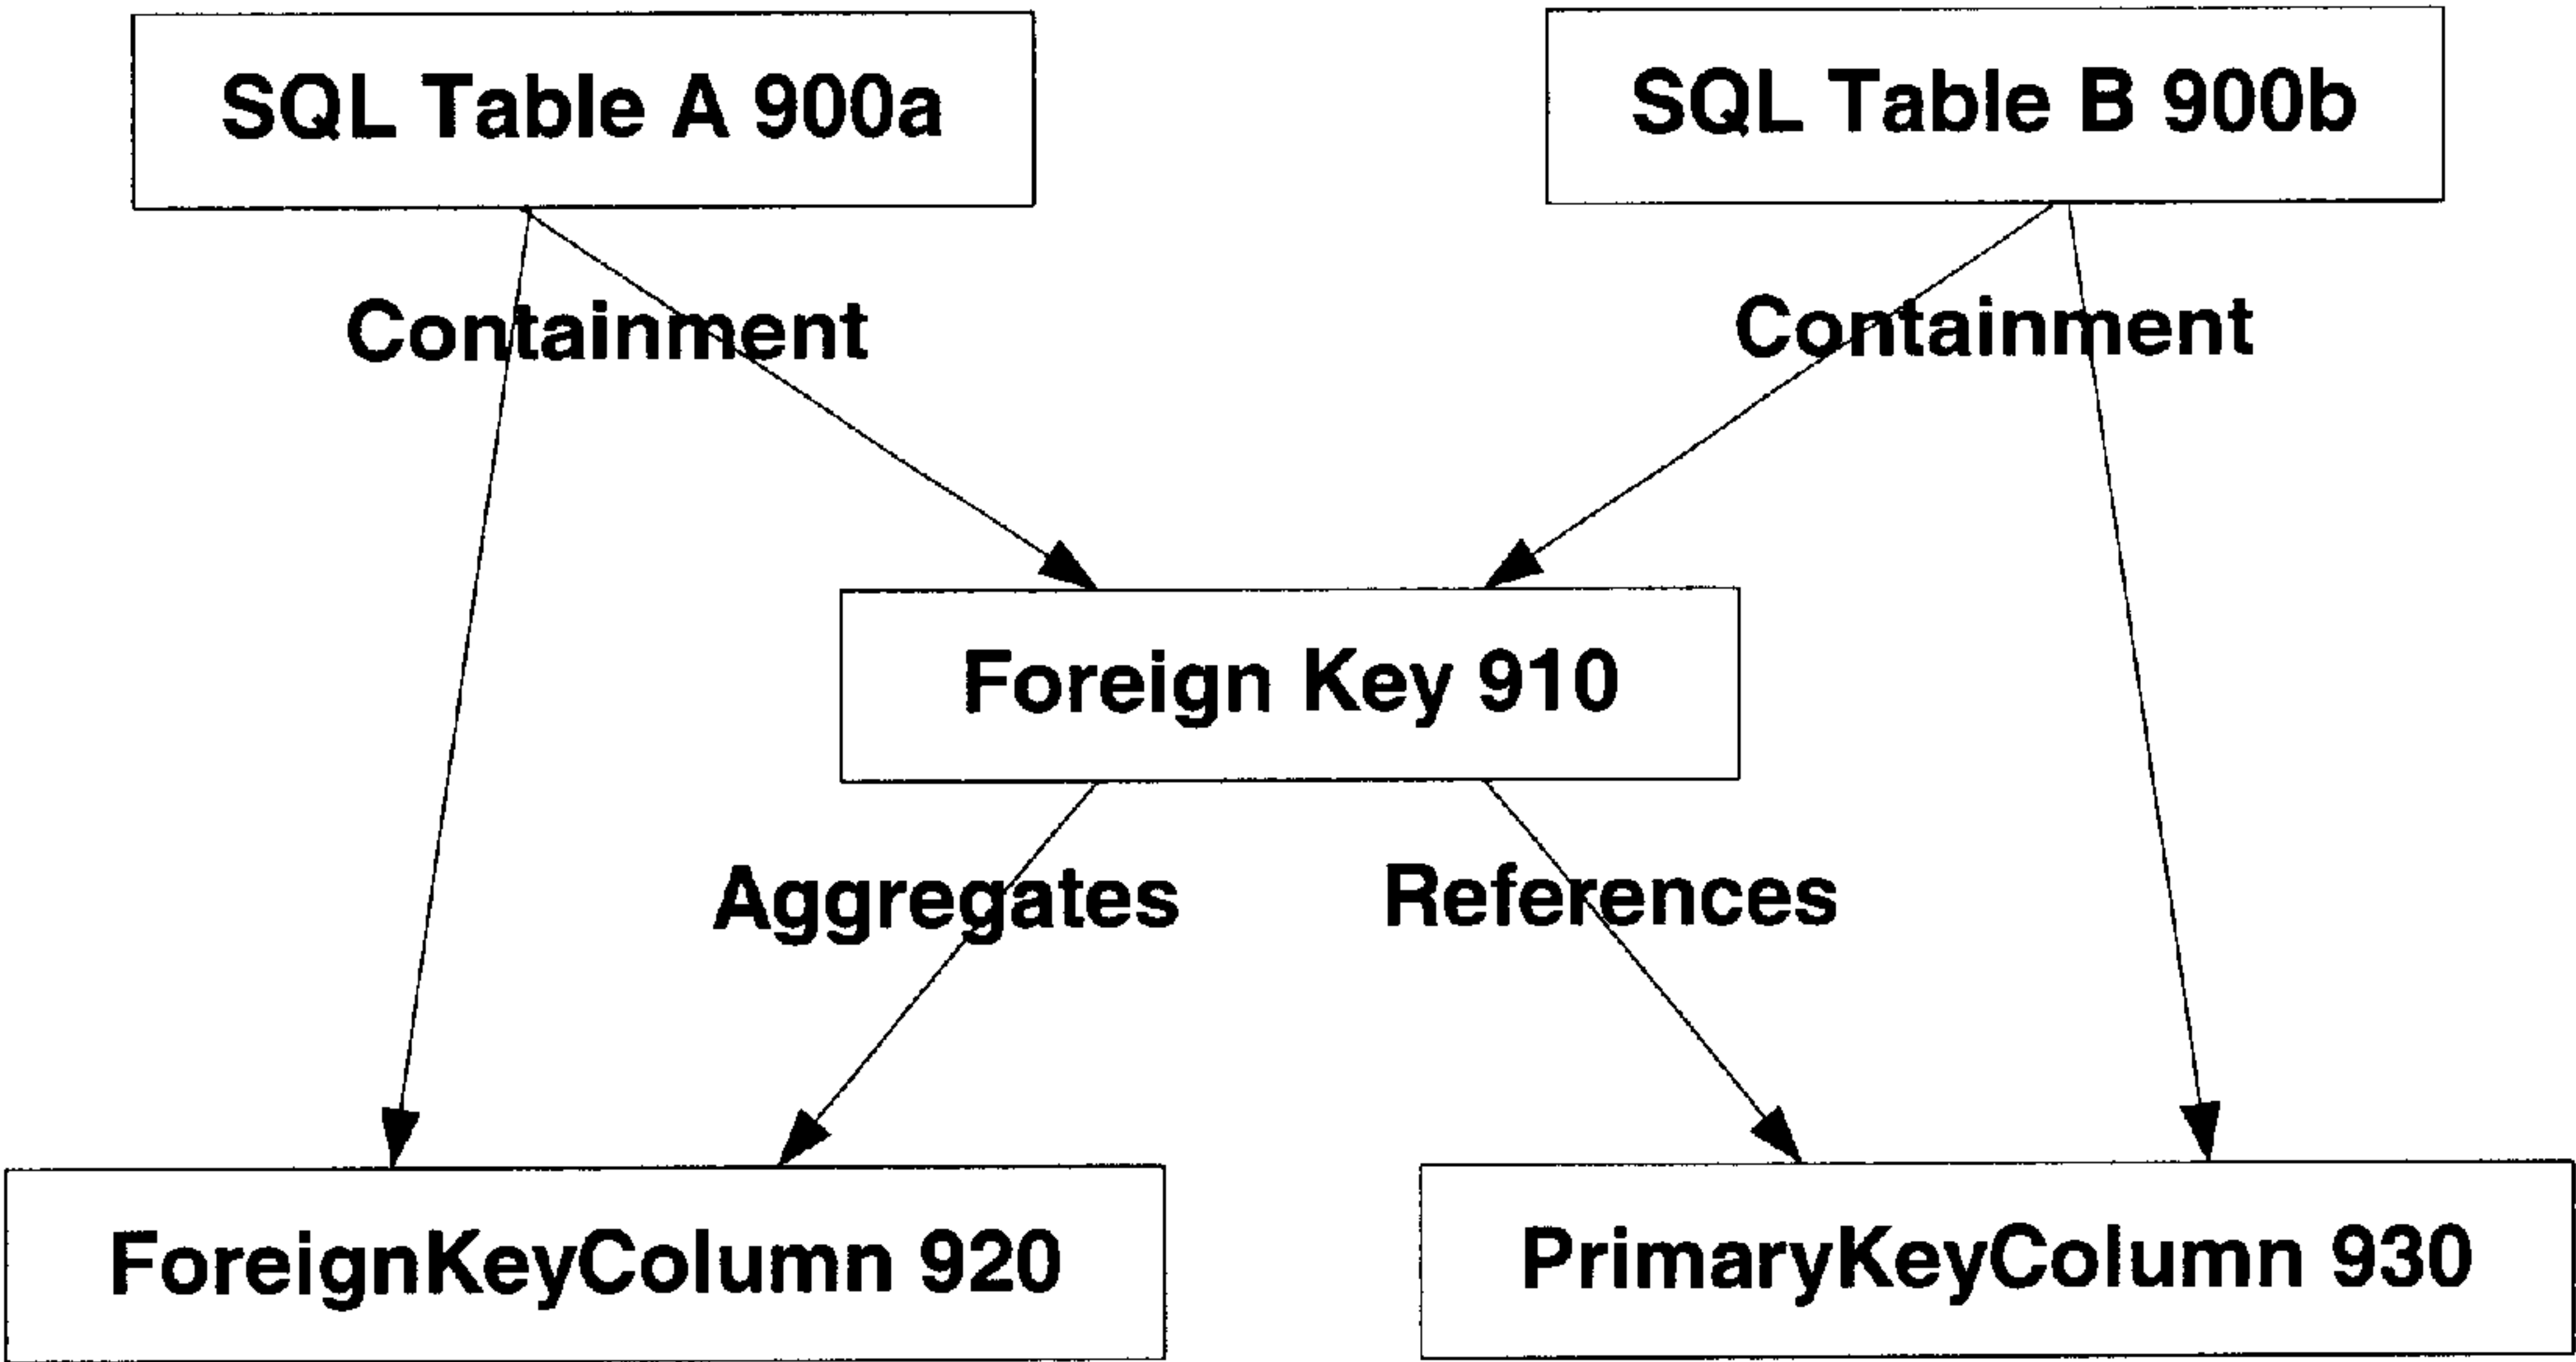 SQL Table A 900a
SQL Table B 900b
Containment
Containment
Foreign Key 910
Aggregates
References
ForeignKeyColumn 920
PrimaryKeyColumn 930